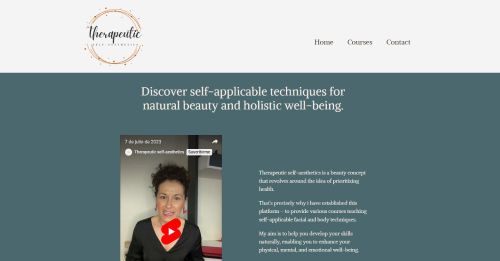 therapeutic
SELF-AESTHETICS
Home Courses Contact
Discover self-applicable techniques for
natural beauty and holistic well-being.
7 de julio de 2023
Therapeutic self-aesthetics Suscribirme
Therapeutic self-aesthetics is a beauty concept
that revolves around the idea of prioritizing
health.
That's precisely why I have established this
platform – to provide various courses teaching
self-applicable facial and body techniques.
My aim is to help you develop your skills
naturally, enabling you to enhance your
physical, mental, and emotional well-being.